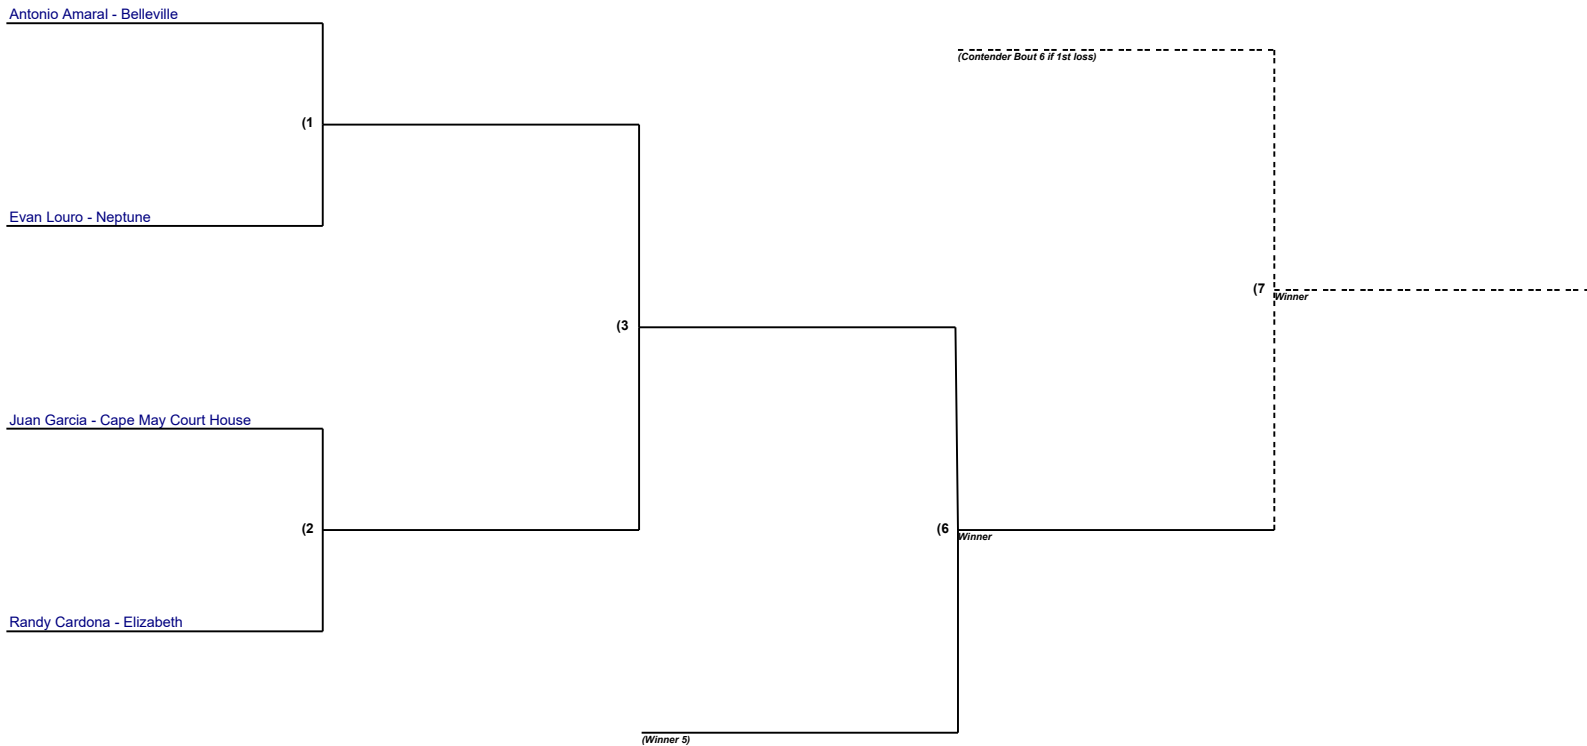 Antonio Amaral - Belleville
(Contender Bout 6 if 1st loss)
(1
Evan Louro - Neptune
(7
Winner
(3
Juan Garcia - Cape May Court House
(2
(6
Winner
Randy Cardona - Elizabeth
(Winner 5)